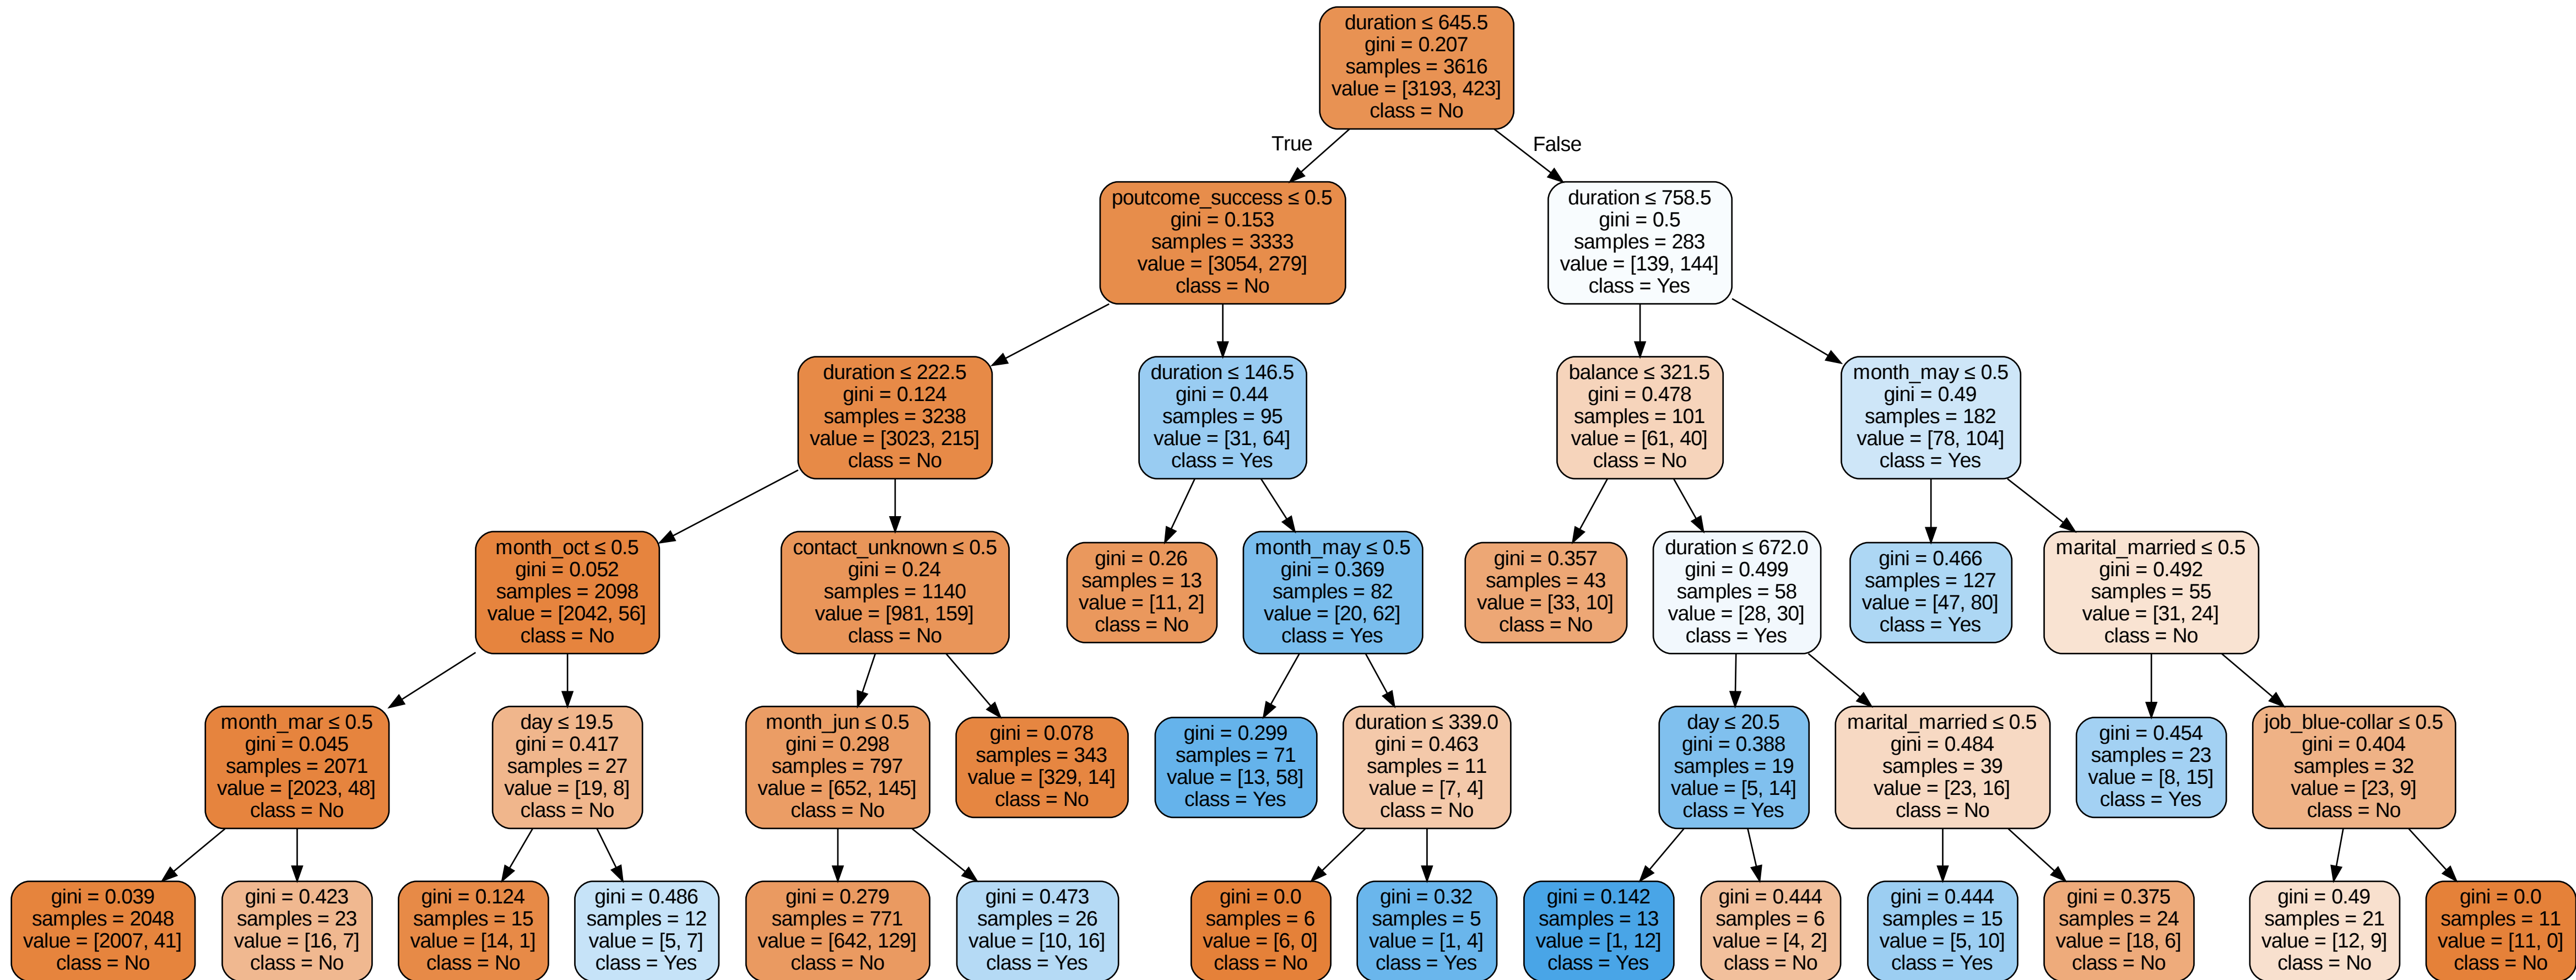 duration ≤ 645.5
gini = 0.207
samples = 3616
value = [3193, 423]
class = No
True
False
poutcome_success ≤ 0.5
gini = 0.153
samples = 3333
value = [3054, 279]
class = No
duration ≤ 758.5
gini = 0.5
samples = 283
value = [139, 144]
class = Yes
duration ≤ 222.5
gini = 0.124
samples = 3238
value = [3023, 215]
class = No
duration ≤ 146.5
gini = 0.44
samples = 95
value = [31, 64]
class = Yes
balance ≤ 321.5
gini = 0.478
samples = 101
value = [61, 40]
class = No
month_may ≤ 0.5
gini = 0.49
samples = 182
value = [78, 104]
class = Yes
month_oct ≤ 0.5
gini = 0.052
samples = 2098
value = [2042, 56]
class = No
contact_unknown ≤ 0.5
gini = 0.24
samples = 1140
value = [981, 159]
class = No
gini = 0.26
samples = 13
value = [11, 2]
class = No
month_may ≤ 0.5
gini = 0.369
samples = 82
value = [20, 62]
class = Yes
gini = 0.357
samples = 43
value = [33, 10]
class = No
duration ≤ 672.0
gini = 0.499
samples = 58
value = [28, 30]
class = Yes
gini = 0.466
samples = 127
value = [47, 80]
class = Yes
marital_married ≤ 0.5
gini = 0.492
samples = 55
value = [31, 24]
class = No
month_mar ≤ 0.5
gini = 0.045
samples = 2071
value = [2023, 48]
class = No
day ≤ 19.5
gini = 0.417
samples = 27
value = [19, 8]
class = No
month_jun ≤ 0.5
gini = 0.298
samples = 797
value = [652, 145]
class = No
gini = 0.078
samples = 343
value = [329, 14]
class = No
gini = 0.299
samples = 71
value = [13, 58]
class = Yes
duration ≤ 339.0
gini = 0.463
samples = 11
value = [7, 4]
class = No
day ≤ 20.5
gini = 0.388
samples = 19
value = [5, 14]
class = Yes
marital_married ≤ 0.5
gini = 0.484
samples = 39
value = [23, 16]
class = No
gini = 0.454
samples = 23
value = [8, 15]
class = Yes
job_blue-collar ≤ 0.5
gini = 0.404
samples = 32
value = [23, 9]
class = No
gini = 0.039
samples = 2048
value = [2007, 41]
class = No
gini = 0.423
samples = 23
value = [16, 7]
class = No
gini = 0.124
samples = 15
value = [14, 1]
class = No
gini = 0.486
samples = 12
value = [5, 7]
class = Yes
gini = 0.279
samples = 771
value = [642, 129]
class = No
gini = 0.473
samples = 26
value = [10, 16]
class = Yes
gini = 0.0
samples = 6
value = [6, 0]
class = No
gini = 0.32
samples = 5
value = [1, 4]
class = Yes
gini = 0.142
samples = 13
value = [1, 12]
class = Yes
gini = 0.444
samples = 6
value = [4, 2]
class = No
gini = 0.444
samples = 15
value = [5, 10]
class = Yes
gini = 0.375
samples = 24
value = [18, 6]
class = No
gini = 0.49
samples = 21
value = [12, 9]
class = No
gini = 0.0
samples = 11
value = [11, 0]
class = No